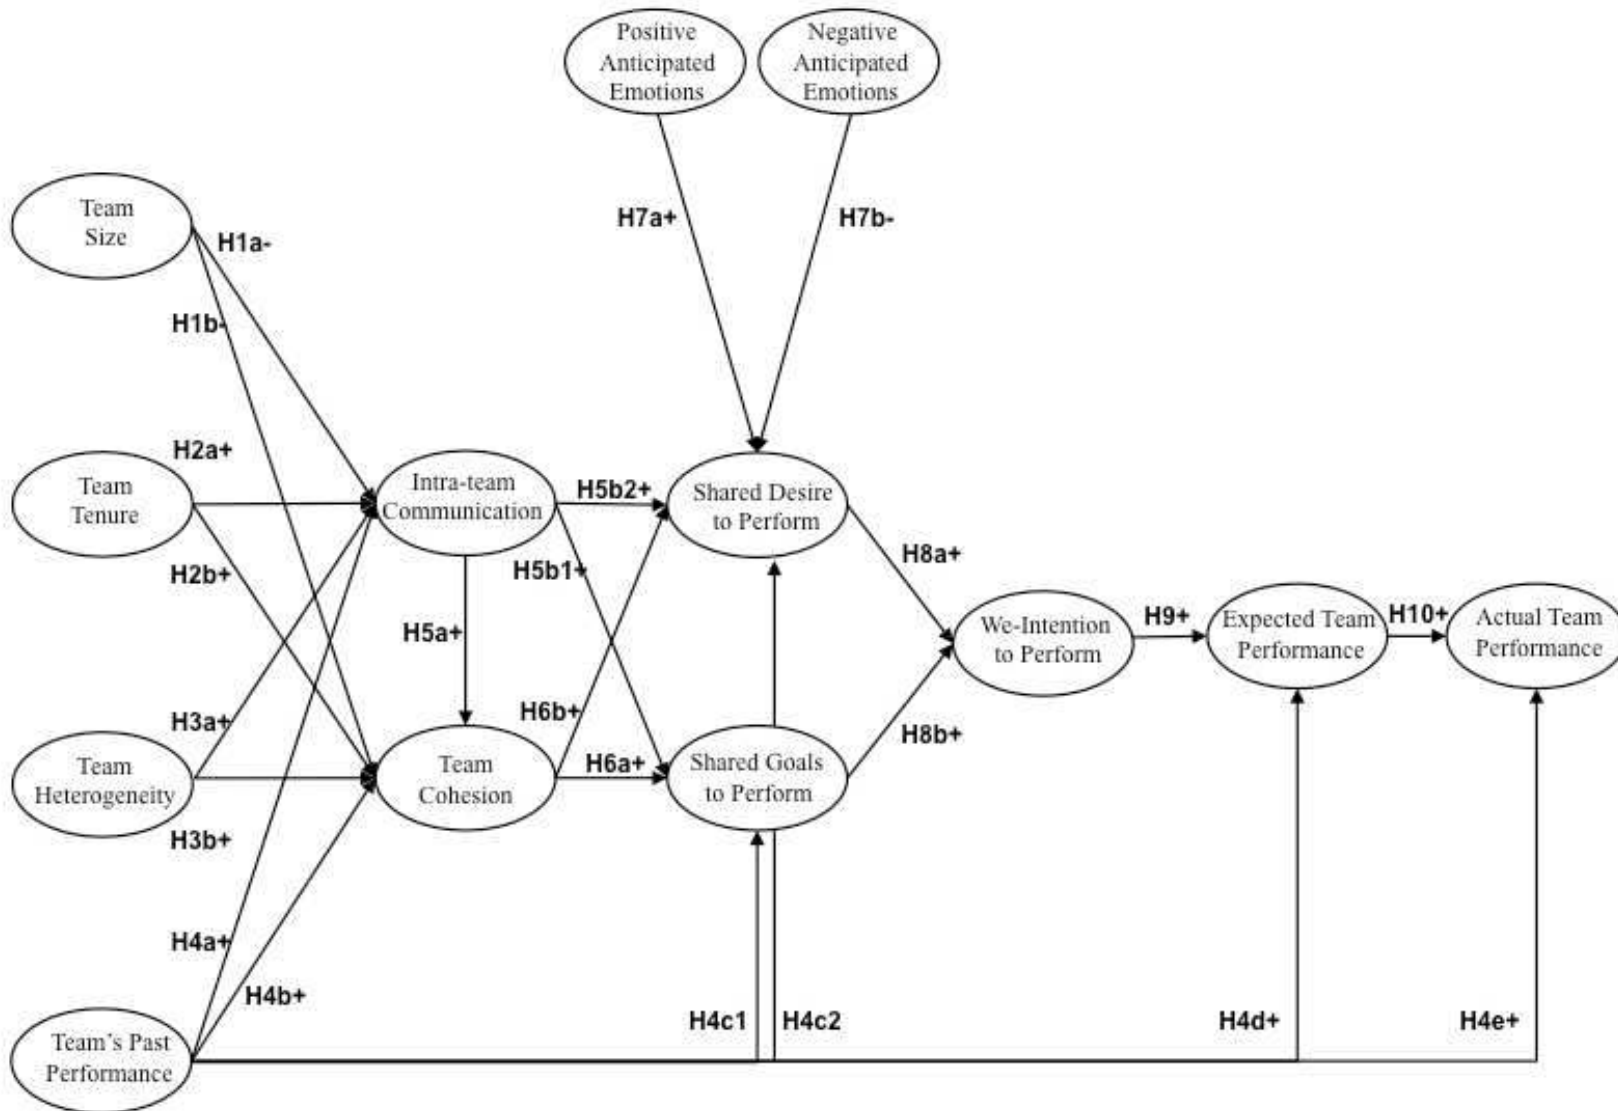 Positive
Anticipated
Emotions
Negative
Anticipated
Emotions
H7a+
H7b-
Team
Size
H1a-
H1b-
H2a+
Team
Tenure
H2b+
Intra-team
Communication
H5b2+
Shared Desire
to Perform
H5b1+
H5a+
H8a+
We-Intention
to Perform
H9+
Expected Team
Performance
H10+
Actual Team
Performance
H3a+
Team
Heterogeneity
H3b+
H6b+
Team
Cohesion
H6a+
Shared Goals
to Perform
H8b+
H4a+
H4b+
Team's Past
Performance
H4c1
H4c2
H4d+
H4e+